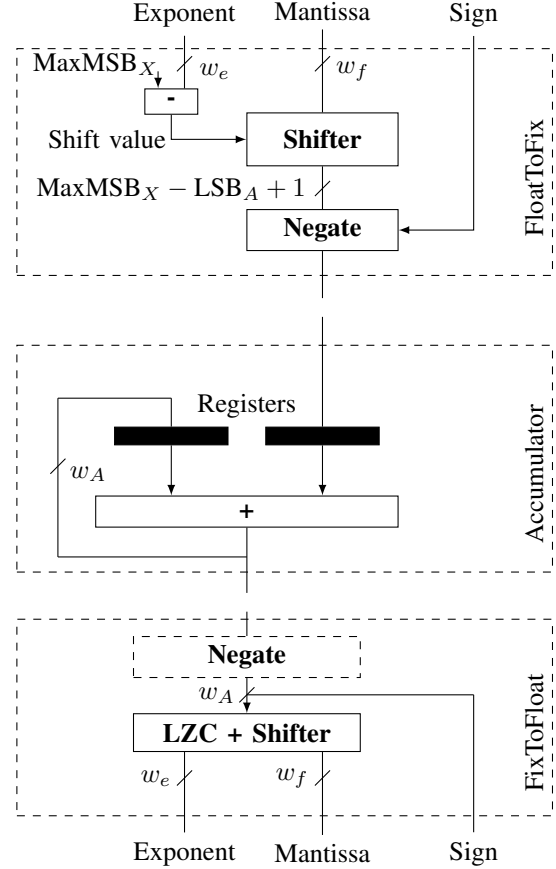 Exponent Mantissa Sign
MaxMSB_X w_e w_f
-
Shift value Shifter
MaxMSB_X − LSB_A + 1
Negate
FloatToFix
Registers
w_A
+
Accumulator
Negate
w_A
LZC + Shifter
w_e w_f
FixToFloat
Exponent Mantissa Sign